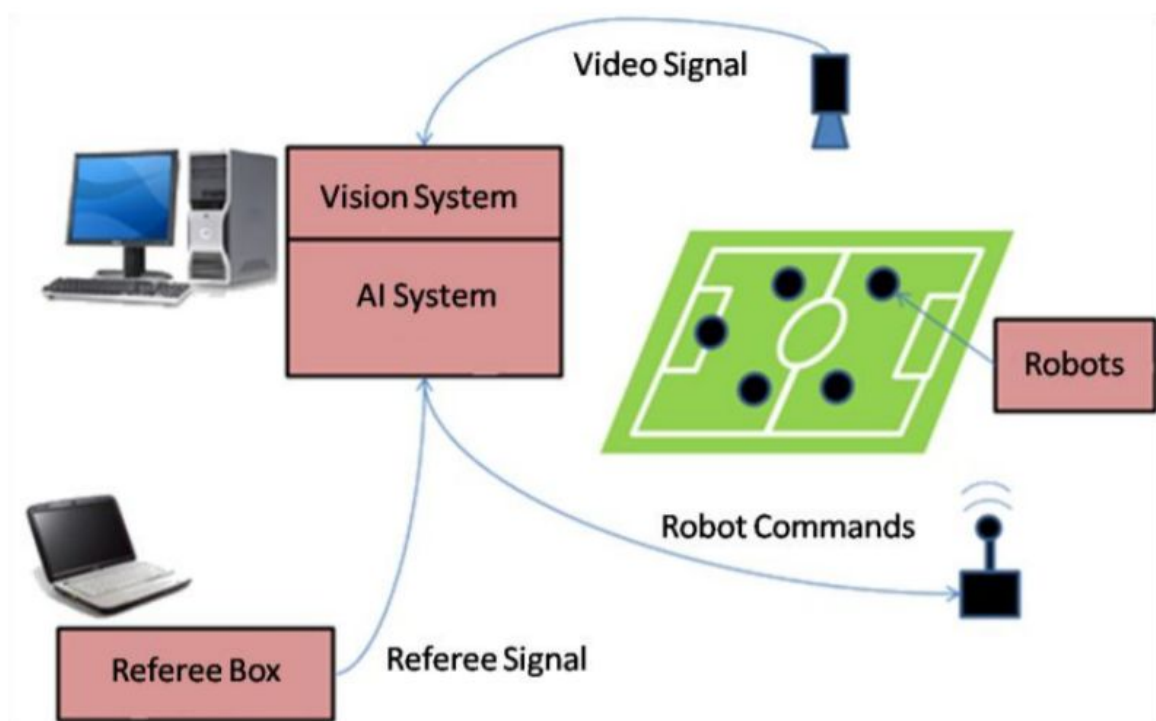 Video Signal
Vision System
AI System
Robots
Robot Commands
Referee Box
Referee Signal